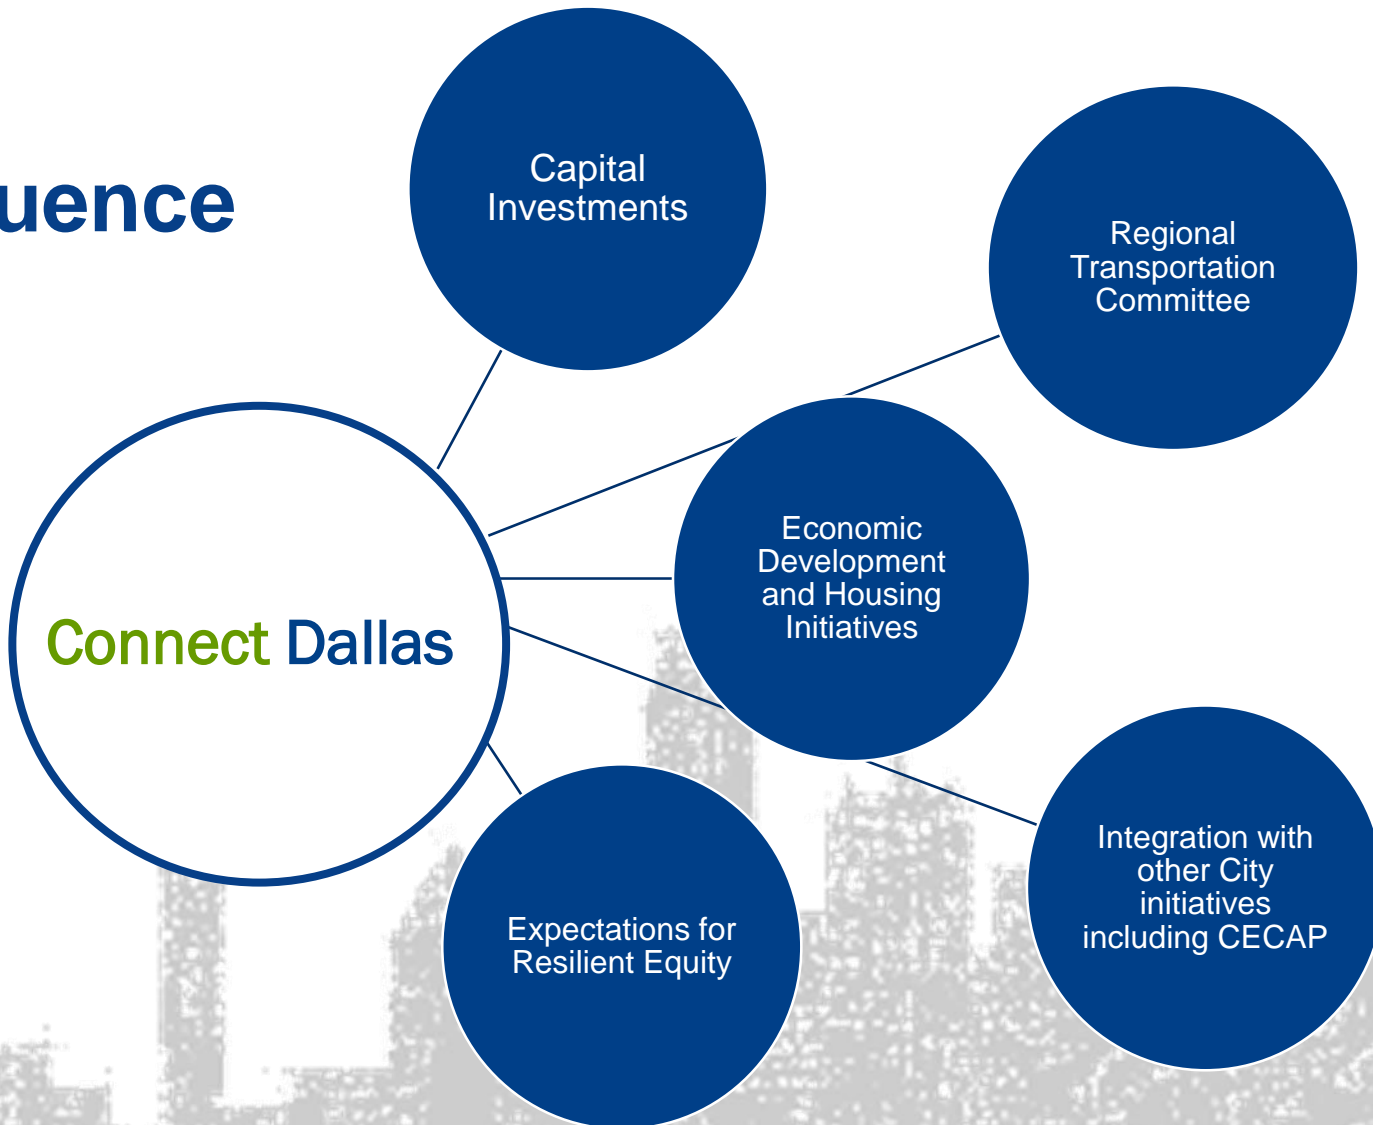 uence
Capital
Investments
Regional
Transportation
Committee
Economic
Development
and Housing
Initiatives
Connect Dallas
Integration with
other City
initiatives
including CECAP
Expectations for
Resilient Equity